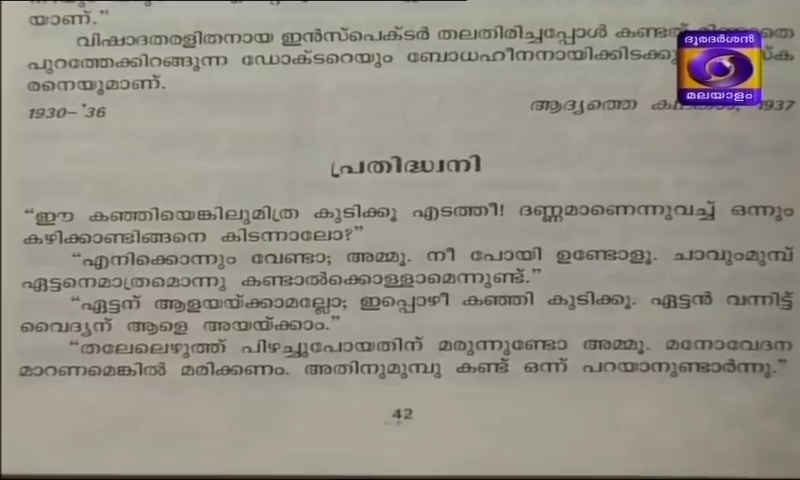 യാണ്."
വിഷാദതരളിതനായ ഇൻസ്പെക്ടർ തലതിരിച്ചപ്പോൾ കണ്ടത്
പുറത്തേക്കിറങ്ങുന്ന ഡോക്ടറെയും ബോധഹീനനായിക്കിടക്കു
രനെയുമാണ്.
1930–'36
ആദ്യത്തെ 1937
ദൂരദർശൻ
മലയാളം
പ്രതിദ്ധ്വനി
"ഈ കഞ്ഞിയെങ്കിലുമിത്ര കുടിക്കൂ എടത്തീ! ദണ്ണമാണെന്നുവച്ച് ഒന്നും
കഴിക്കാണ്ടിങ്ങനെ കിടന്നാലോ?"
"എനിക്കൊന്നും വേണ്ടാ; അമ്മൂ. നീ പോയി ഉണ്ടോളൂ. ചാവുംമുമ്പ്
ഏട്ടനെമാത്രമൊന്നു കണ്ടാൽക്കൊള്ളാമെന്നുണ്ട്."
"ഏട്ടന് ആളയയ്ക്കാമല്ലോ; ഇപ്പൊഴീ കഞ്ഞി കുടിക്കൂ. ഏട്ടൻ വന്നിട്ട്
വൈദ്യന് ആളെ അയയ്ക്കാം."
"തലേലെഴുത്ത് പിഴച്ചുപോയതിന് മരുന്നുണ്ടോ അമ്മൂ. മനോവേദന
മാറണമെങ്കിൽ മരിക്കണം. അതിനുമുമ്പു കണ്ട് ഒന്ന് പറയാനുണ്ടാർന്നു."
42